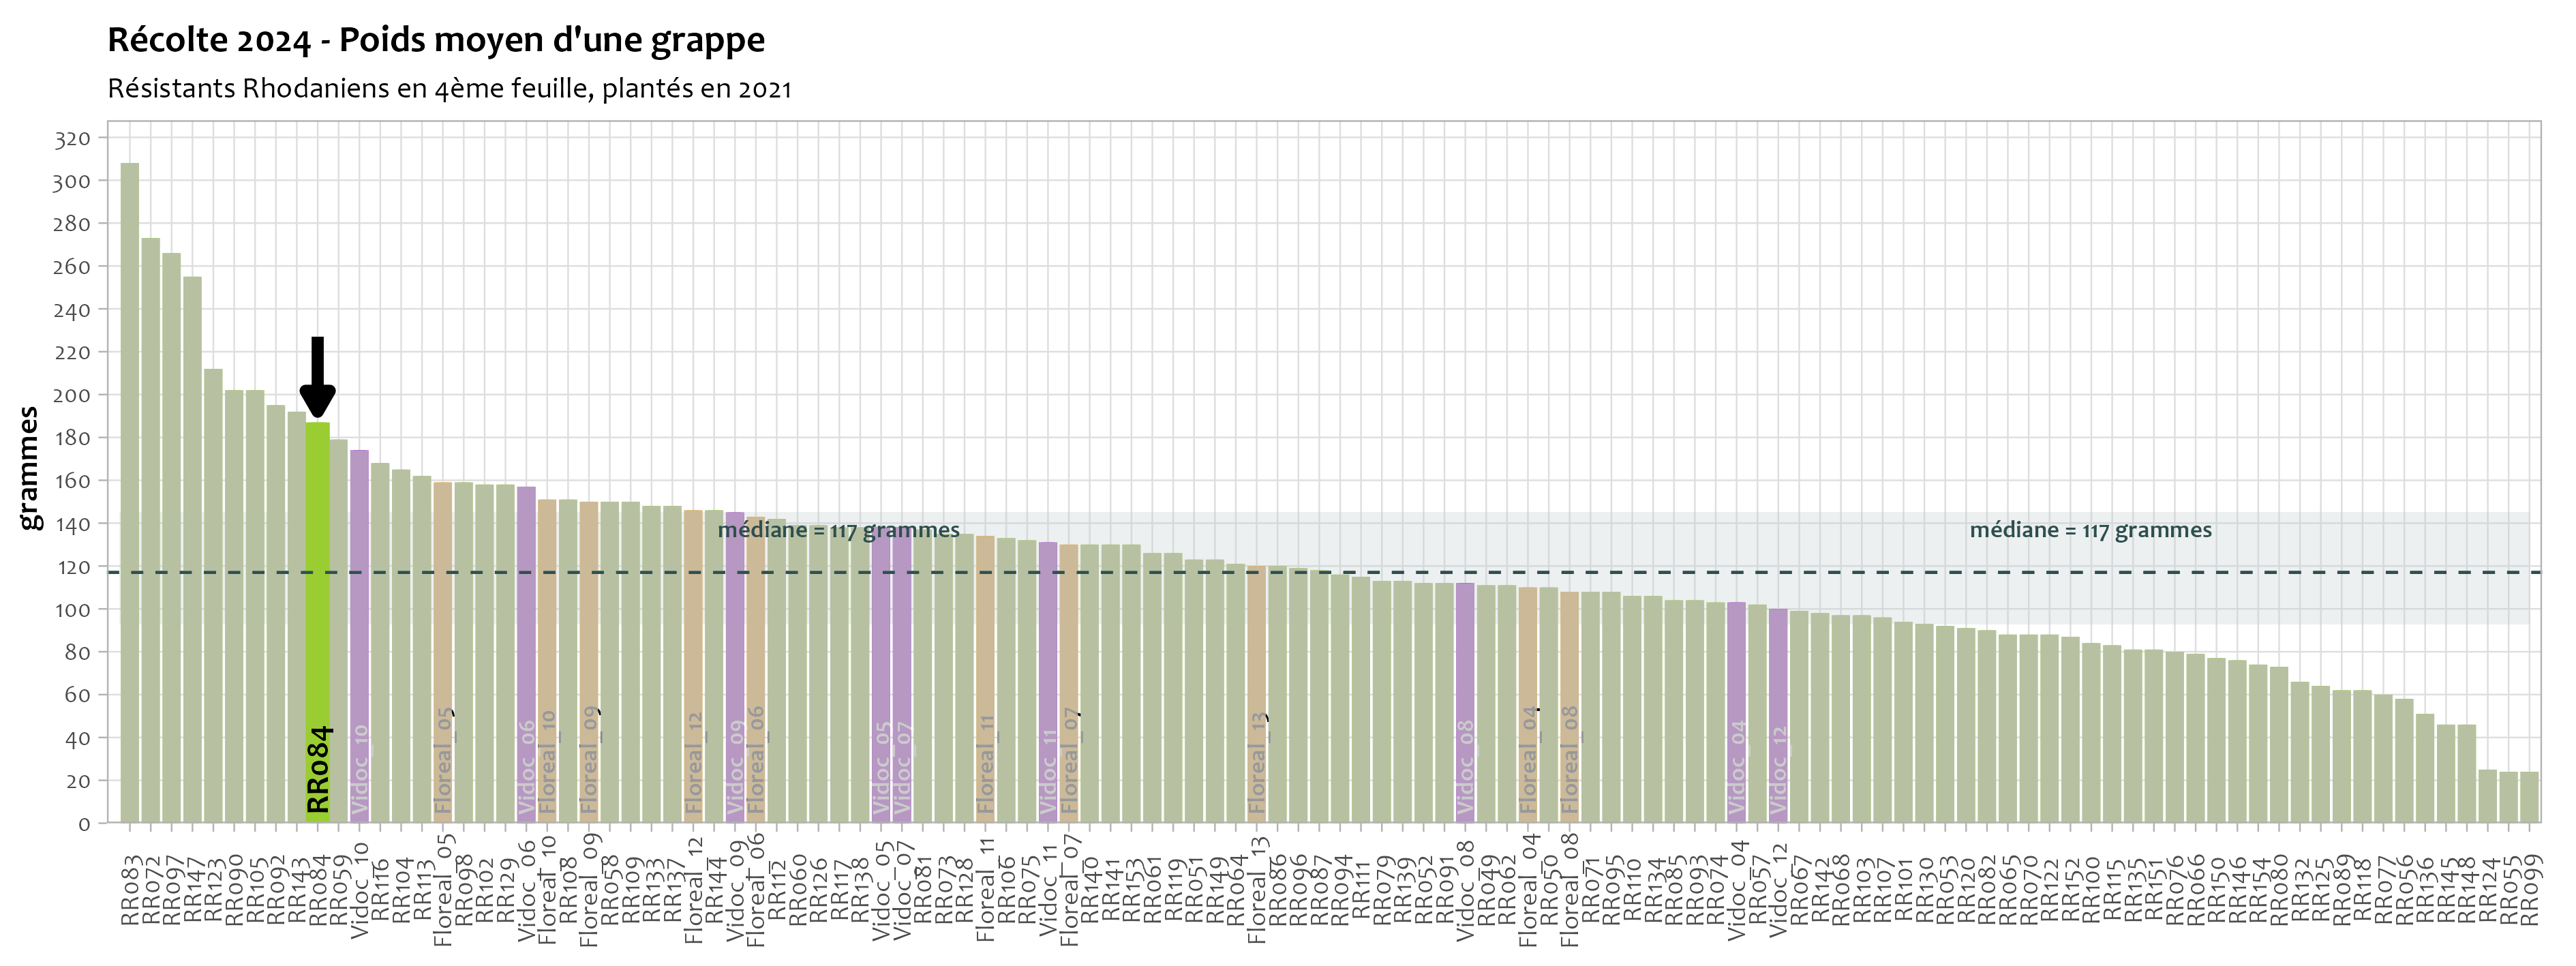 Récolte 2024 - Poids moyen d'une grappe
Résistants Rhodaniens en 4ème feuille, plantés en 2021
grammes
320
300
280
260
240
220
200
180
160
140
120
100
80
60
40
20
0
médiane = 117 grammes
médiane = 117 grammes
RR084
Vidoc_10
Floreal_05
Vidoc_06
Floreal_10
Floreal_09
Floreal_12
Vidoc_09
Floreal_06
Vidoc_05
Vidoc_07
Floreal_11
Vidoc_11
Floreal_07
Floreal_13
Vidoc_08
Floreal_04
Floreal_08
Vidoc_04
Vidoc_12
RR083
RR072
RR097
RR147
RR123
RR090
RR105
RR092
RR143
RR084
RR059
Vidoc_10
RR116
RR104
RR113
Floreal_05
RR098
RR102
RR129
Vidoc_06
Floreal_10
RR108
Floreal_09
RR058
RR109
RR133
RR137
Floreal_12
RR144
Vidoc_09
Floreal_06
RR112
RR060
RR126
RR117
RR138
Vidoc_05
Vidoc_07
RR081
RR073
RR128
Floreal_11
RR106
RR075
Vidoc_11
Floreal_07
RR140
RR141
RR153
RR061
RR119
RR051
RR149
RR064
Floreal_13
RR086
RR096
RR087
RR094
RR111
RR079
RR139
RR052
RR091
Vidoc_08
RR049
RR062
Floreal_04
RR050
Floreal_08
RR071
RR095
RR110
RR134
RR085
RR093
RR074
Vidoc_04
RR057
Vidoc_12
RR067
RR142
RR068
RR103
RR107
RR101
RR130
RR053
RR120
RR082
RR065
RR070
RR122
RR152
RR100
RR115
RR135
RR151
RR076
RR066
RR150
RR146
RR154
RR080
RR132
RR125
RR089
RR118
RR077
RR056
RR136
RR145
RR148
RR124
RR055
RR099